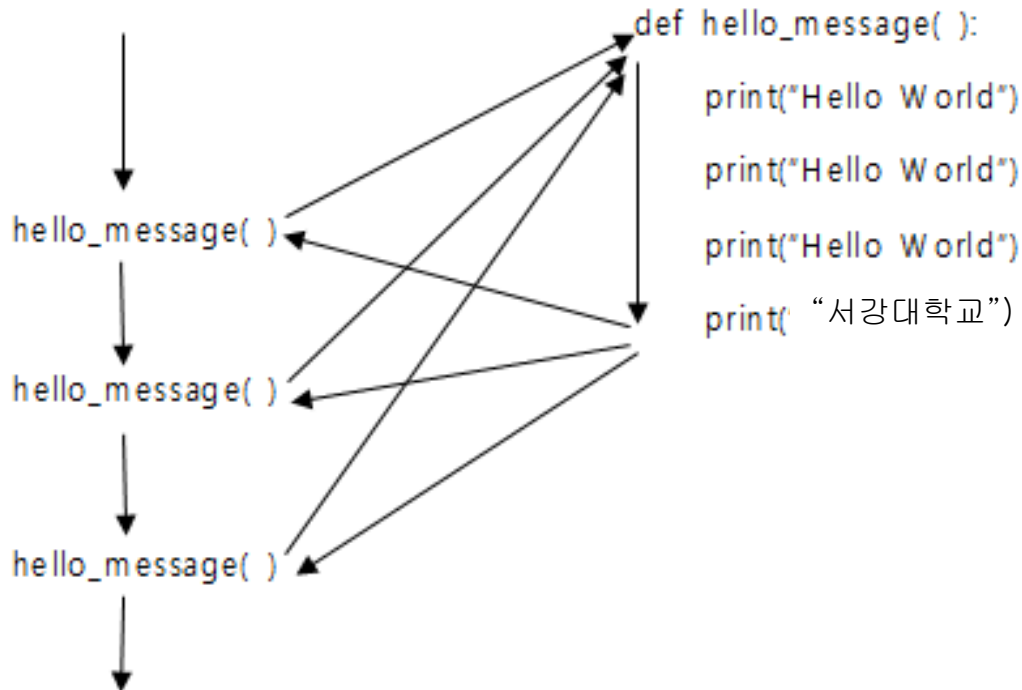 def hello_message( ):
print("Hello World")
print("Hello World")
print("Hello World")
print( “서강대학교”)
hello_message( )
hello_message( )
hello_message( )